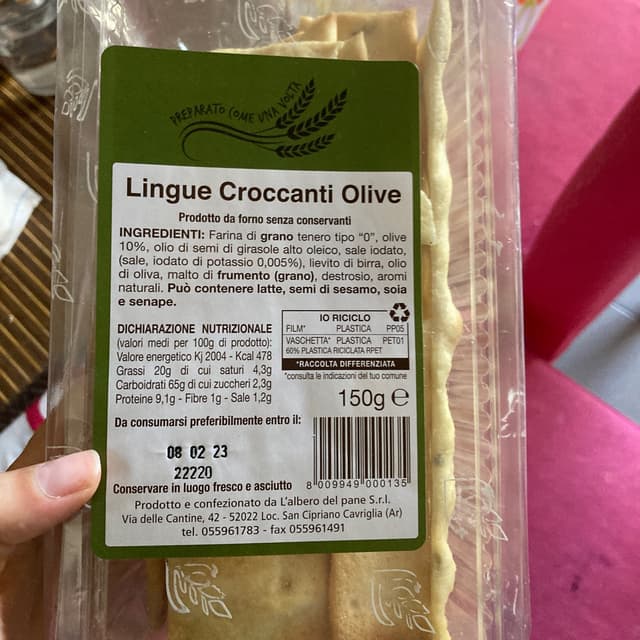 PREPARATO COME UNA VOLTA
Lingue Croccanti Olive
Prodotto da forno senza conservanti
INGREDIENTI: Farina di grano tenero tipo "0", olive
10%, olio di semi di girasole alto oleico, sale iodato,
(sale, iodato di potassio 0,005%), lievito di birra, olio
di oliva, malto di frumento (grano), destrosio, aromi
naturali. Può contenere latte, semi di sesamo, soia
e senape.
DICHIARAZIONE NUTRIZIONALE
(valori medi per 100g di prodotto):
Valore energetico Kj 2004 - Kcal 478
Grassi 20g di cui saturi 4,3g
Carboidrati 65g di cui zuccheri 2,3g
Proteine 9,1g - Fibre 1g - Sale 1,2g
IO RICICLO
FILM* PLASTICA PP05
VASCHETTA* PLASTICA PET01
60% PLASTICA RICICLATA RPET
*RACCOLTA DIFFERENZIATA
*consulta le indicazioni del tuo comune
150g e
Da consumarsi preferibilmente entro il:
08 02 23
22220
Conservare in luogo fresco e asciutto
8 009949 000135
Prodotto e confezionato da L'albero del pane S.r.l.
Via delle Cantine, 42 - 52022 Loc. San Cipriano Cavriglia (Ar)
tel. 055961783 - fax 055961491